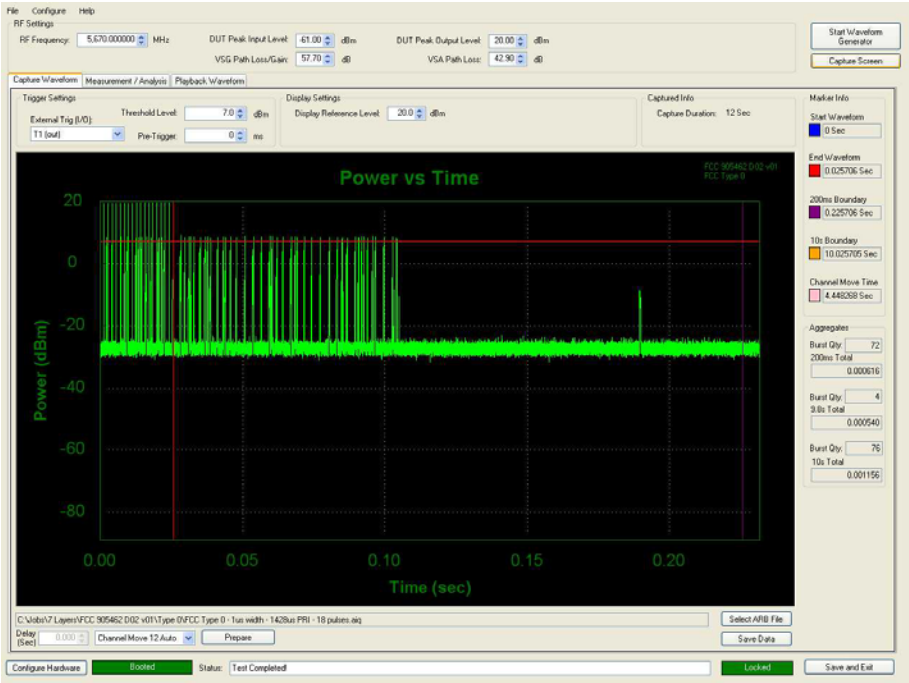 File Configure Help
RF Settings
RF Frequency: 5,670.000000 MHz DUT Peak Input Level: -61.00 dBm DUT Peak Output Level: 20.00 dBm
VSG Path Loss/Gain: 57.70 dB VSA Path Loss: 42.90 dB
Start Waveform Generator
Capture Screen
Capture Waveform Measurement / Analysis Playback Waveform
Trigger Settings
External Trig (I/O): Threshold Level: 7.0 dBm
T1 (out) Pre-Trigger: 0 ms
Display Settings
Display Reference Level: 20.0 dBm
Captured Info
Capture Duration: 12 Sec
Marker Info
Start Waveform
0 Sec
End Waveform
0.025706 Sec
200ms Boundary
0.225706 Sec
10s Boundary
10.025705 Sec
Channel Move Time
4.448268 Sec
Aggregates
Burst Qty: 72
200ms Total
0.000616
Burst Qty: 4
9.8s Total
0.000540
Burst Qty: 76
10s Total
0.001156
Power vs Time
FCC 905462 D02 v01
FCC Type 0
20
0
-20
-40
-60
-80
Power (dBm)
0.00 0.05 0.10 0.15 0.20
Time (sec)
C:\Jobs\7 Layers\FCC 905462 D02 v01\Type 0\FCC Type 0 - 1us width - 1428us PRI - 18 pulses.aiq
Select ARB File
Delay (Sec) 0.000 Channel Move 12 Auto Prepare
Save Data
Configure Hardware Booted Status: Test Completed! Locked Save and Exit